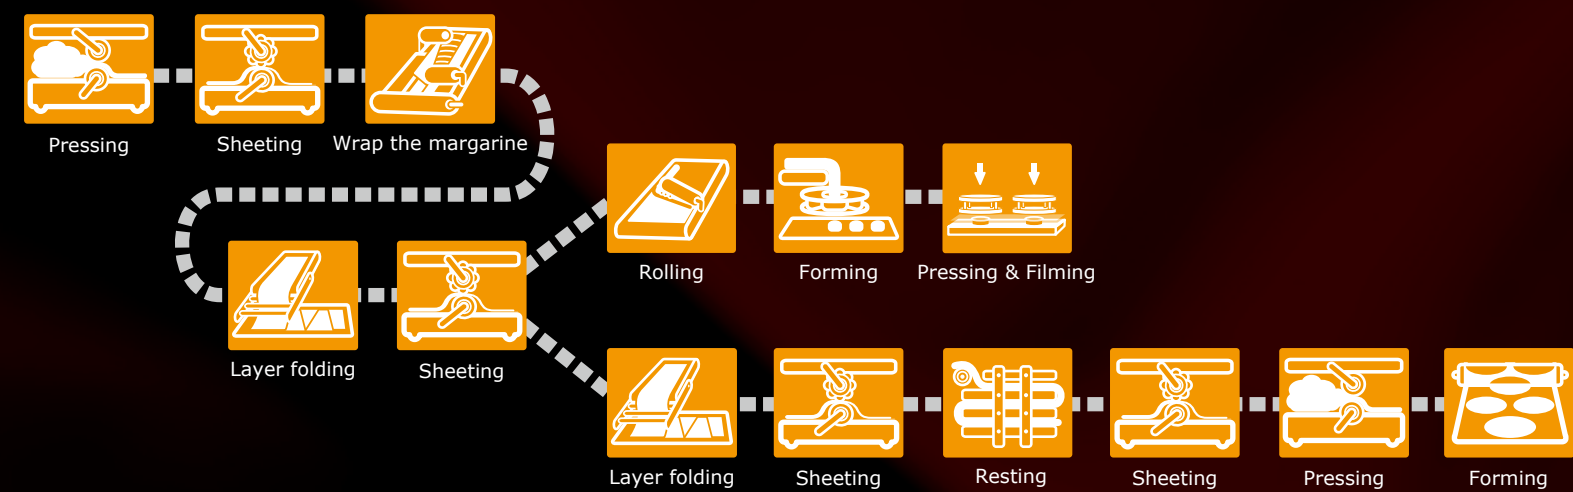 Pressing
Sheeting
Wrap the margarine
Layer folding
Sheeting
Rolling
Forming
Pressing & Filming
Layer folding
Sheeting
Resting
Sheeting
Pressing
Forming